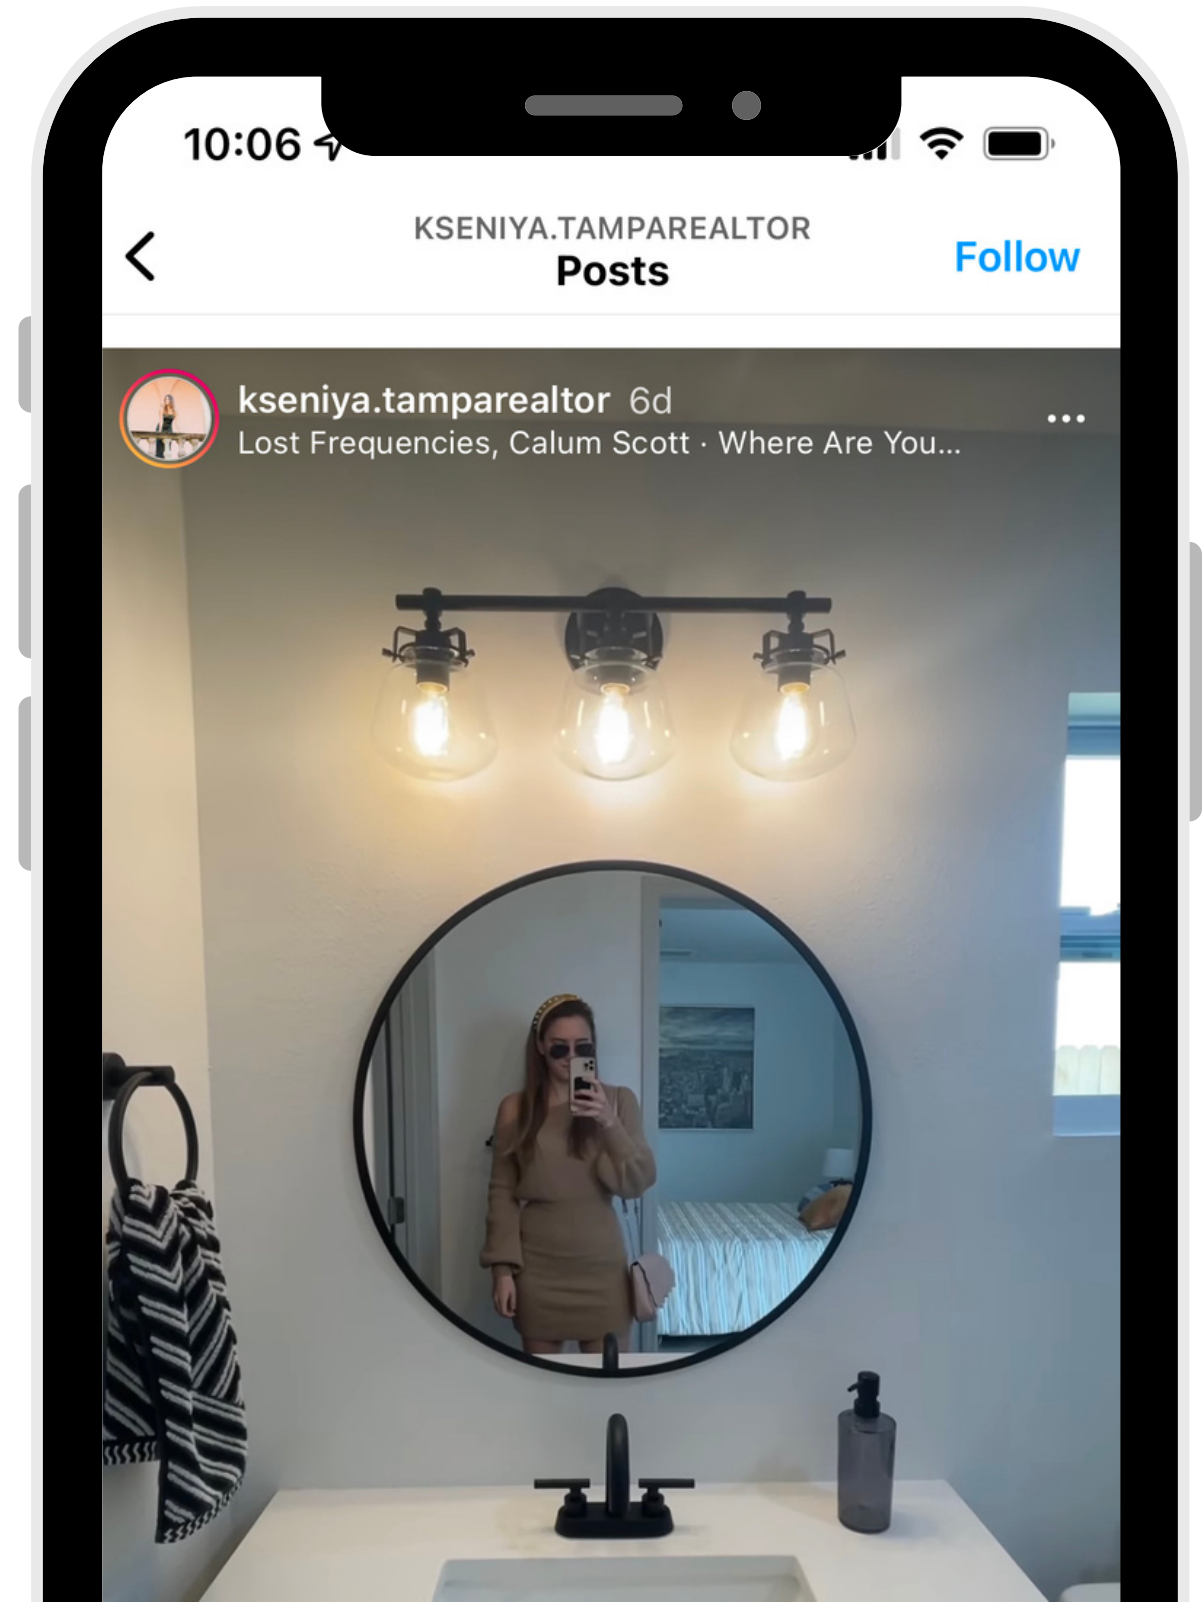 10:06
KSENIYA.TAMPAREALTOR
Posts
Follow
kseniya.tamparealtor 6d
Lost Frequencies, Calum Scott · Where Are You...